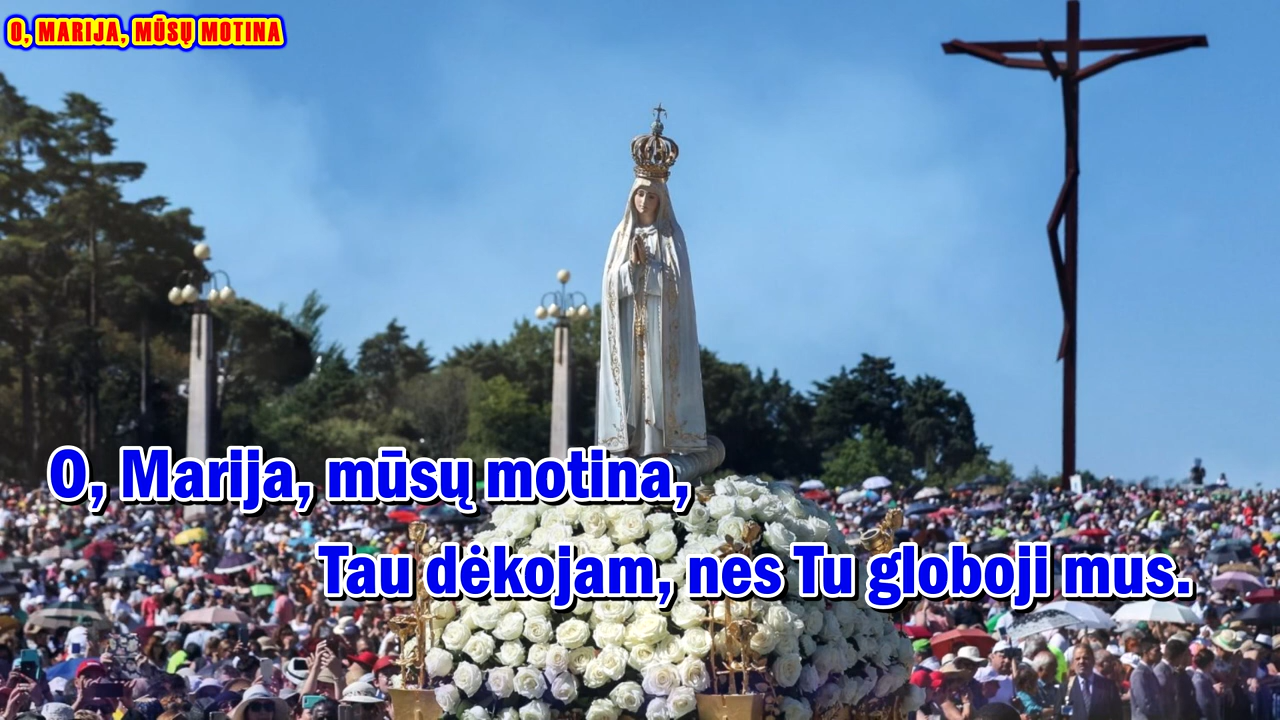 O, MARIJA, MŪSŲ MOTINA
O, Marija, mūsų motina,
Tau dėkojam, nes Tu globoji mus.